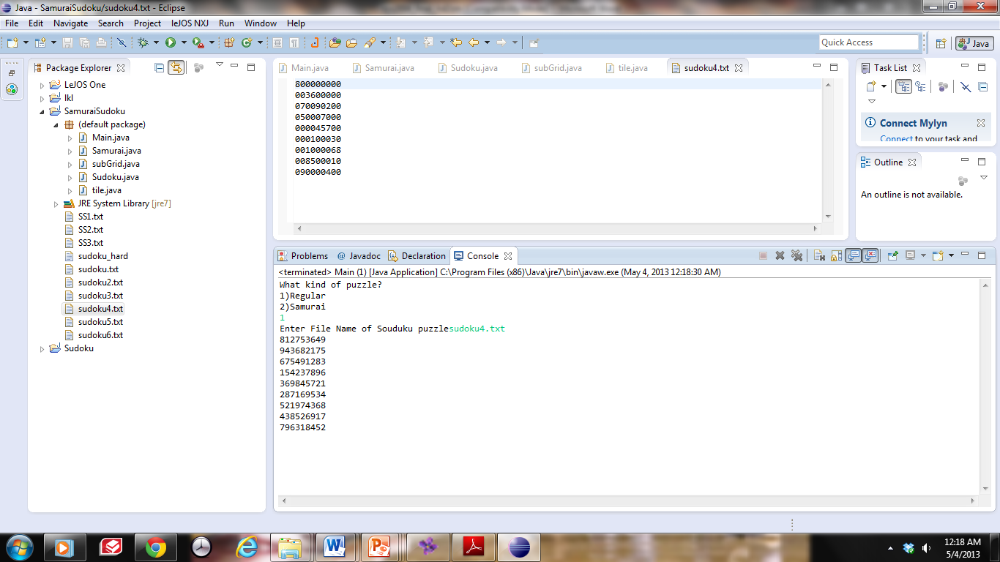 Java - SamuraiSudoku/sudoku4.txt - Eclipse
File Edit Navigate Search Project leJOS NXJ Run Window Help
Quick Access
Java
Package Explorer
LeJOS One
lkl
SamuraiSudoku
(default package)
Main.java
Samurai.java
subGrid.java
Sudoku.java
tile.java
JRE System Library [jre7]
SS1.txt
SS2.txt
SS3.txt
sudoku_hard
sudoku.txt
sudoku2.txt
sudoku3.txt
sudoku4.txt
sudoku5.txt
sudoku6.txt
Sudoku
Main.java Samurai.java Sudoku.java subGrid.java tile.java sudoku4.txt
800000000
003600000
070090200
050007000
000045700
000100030
001000068
008500010
090000400
Task List
Connect Mylyn
Connect to your task and
Outline
An outline is not available.
Problems @ Javadoc Declaration Console
<terminated> Main (1) [Java Application] C:\Program Files (x86)\Java\jre7\bin\javaw.exe (May 4, 2013 12:18:30 AM)
What kind of puzzle?
1)Regular
2)Samurai
1
Enter File Name of Souduku puzzlesudoku4.txt
812753649
943682175
675491283
154237896
369845721
287169534
521974368
438526917
796318452
12:18 AM
5/4/2013